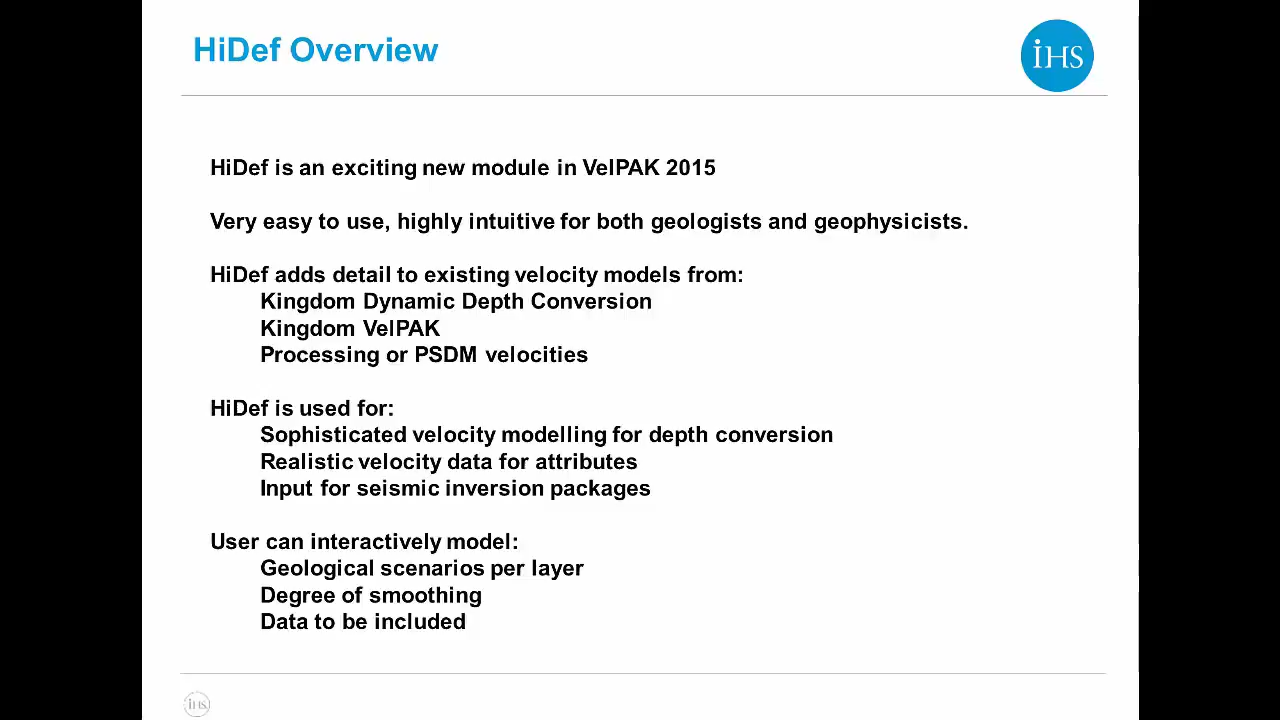 HiDef Overview
iHS
HiDef is an exciting new module in VelPAK 2015
Very easy to use, highly intuitive for both geologists and geophysicists.
HiDef adds detail to existing velocity models from:
Kingdom Dynamic Depth Conversion
Kingdom VelPAK
Processing or PSDM velocities
HiDef is used for:
Sophisticated velocity modelling for depth conversion
Realistic velocity data for attributes
Input for seismic inversion packages
User can interactively model:
Geological scenarios per layer
Degree of smoothing
Data to be included
iHS